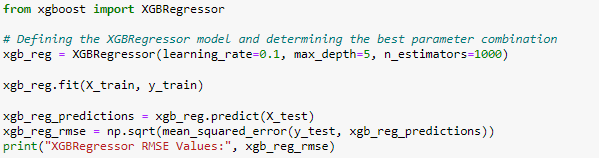 from xgboost import XGBRegressor
# Defining the XGBRegressor model and determining the best parameter combination
xgb_reg = XGBRegressor(learning_rate=0.1, max_depth=5, n_estimators=1000)
xgb_reg.fit(X_train, y_train)
xgb_reg_predictions = xgb_reg.predict(X_test)
xgb_reg_rmse = np.sqrt(mean_squared_error(y_test, xgb_reg_predictions))
print("XGBRegressor RMSE Values:", xgb_reg_rmse)